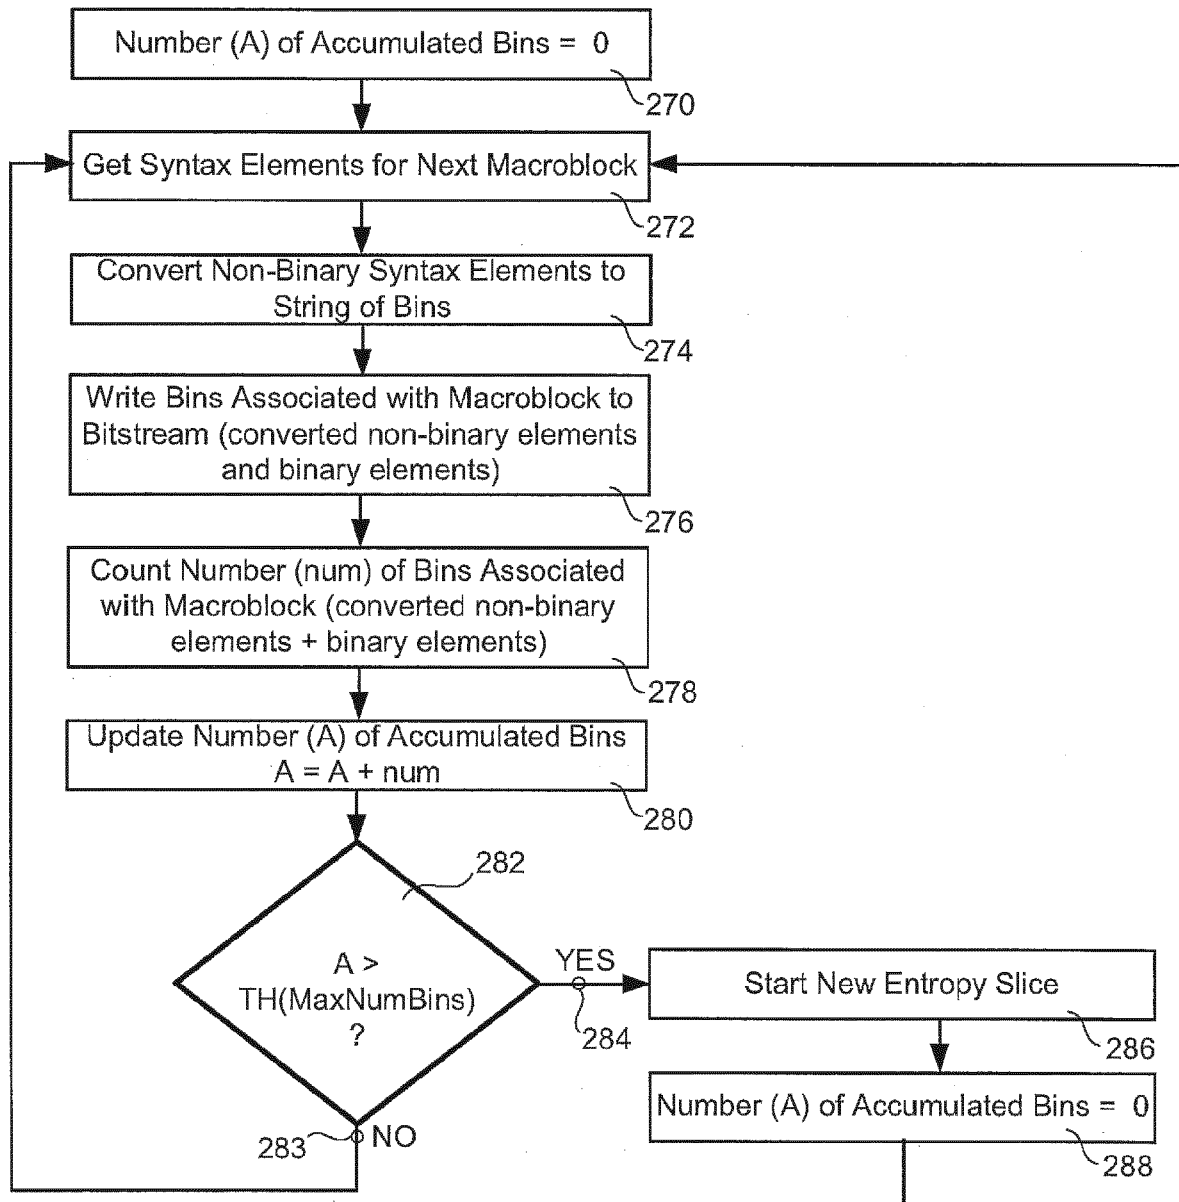 Number (A) of Accumulated Bins = 0
270
Get Syntax Elements for Next Macroblock
272
Convert Non-Binary Syntax Elements to
String of Bins
274
Write Bins Associated with Macroblock to
Bitstream (converted non-binary elements
and binary elements)
276
Count Number (num) of Bins Associated
with Macroblock (converted non-binary
elements + binary elements)
278
Update Number (A) of Accumulated Bins
A = A + num
280
282
A >
TH(MaxNumBins)
?
YES
284
283
NO
Start New Entropy Slice
286
Number (A) of Accumulated Bins = 0
288